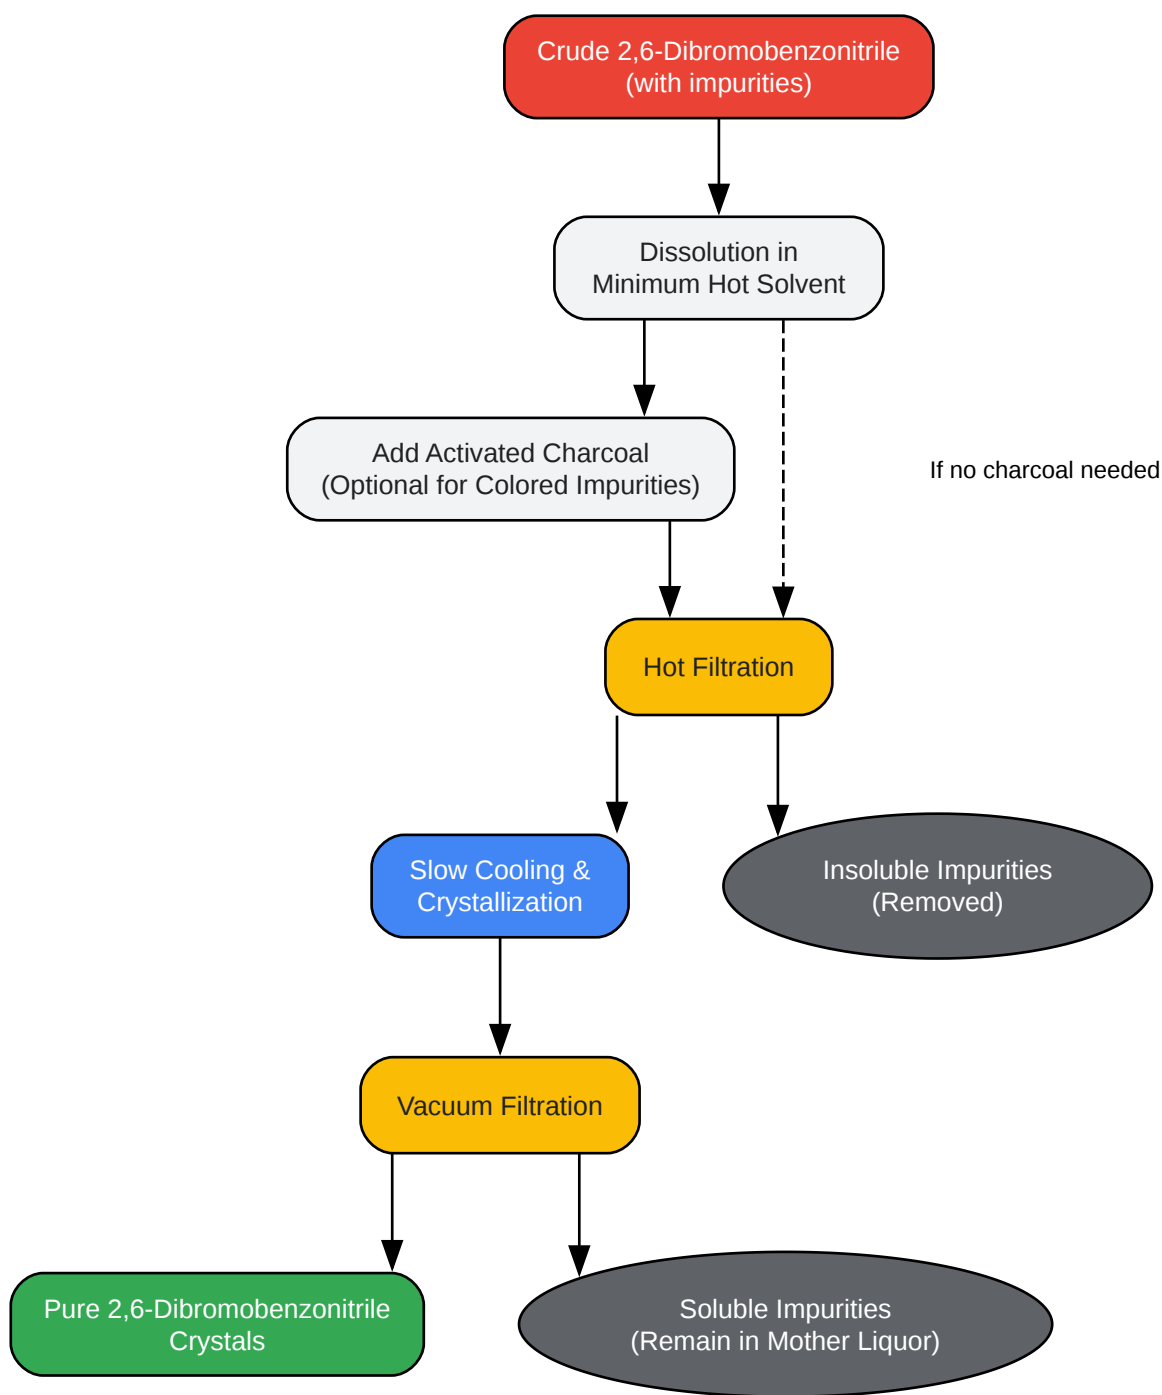 Crude 2,6-Dibromobenzonitrile
(with impurities)
Dissolution in
Minimum Hot Solvent
Add Activated Charcoal
(Optional for Colored Impurities)
If no charcoal needed
Hot Filtration
Slow Cooling &
Crystallization
Insoluble Impurities
(Removed)
Vacuum Filtration
Pure 2,6-Dibromobenzonitrile
Crystals
Soluble Impurities
(Remain in Mother Liquor)